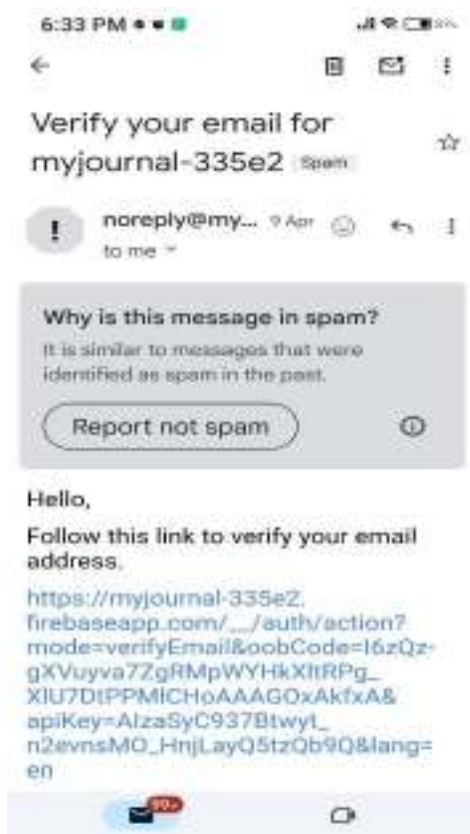 6:33 PM
Verify your email for
myjournal-335e2 Spam
noreply@my... 9 Apr
to me
Why is this message in spam?
It is similar to messages that were
identified as spam in the past.
Report not spam
Hello,
Follow this link to verify your email
address.
https://myjournal-335e2.
firebaseapp.com/__/auth/action?
mode=verifyEmail&oobCode=I6zQz-
gXVuyva7ZgRMpWYHkXltRPg_
XlU7DtPPMlCHoAAAGOxAkfxA&
apiKey=AIzaSyC937Btwyt_
n2evnsMO_HnjLayQ5tzQb9Q&lang=
en
99+